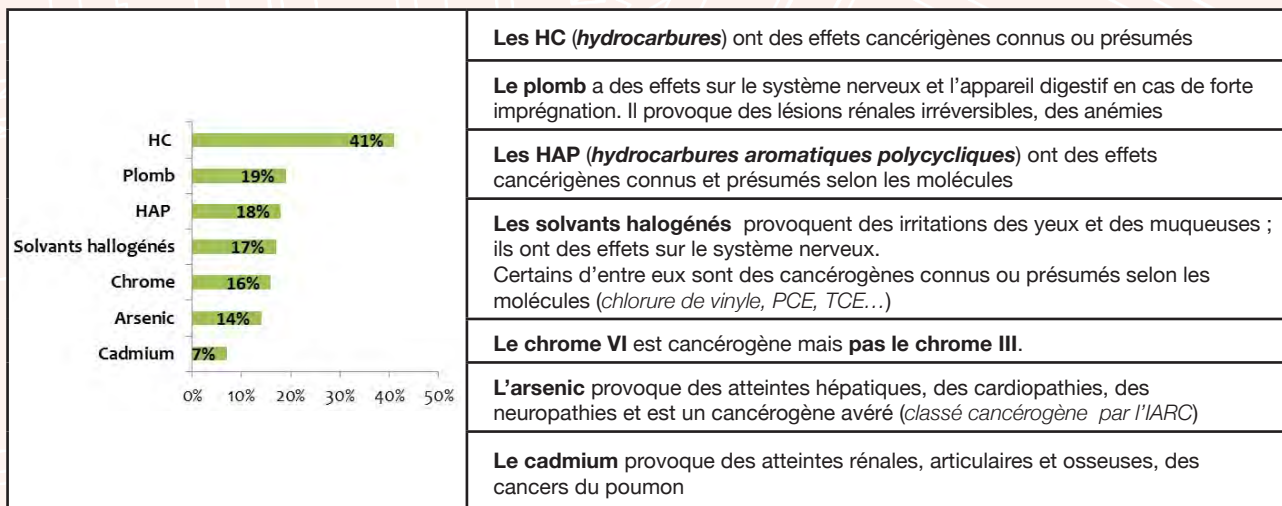 HC
41%
Plomb
19%
HAP
18%
Solvants hallogénés
17%
Chrome
16%
Arsenic
14%
Cadmium
7%
0% 10% 20% 30% 40% 50%
Les HC (hydrocarbures) ont des effets cancérigènes connus ou présumés
Le plomb a des effets sur le système nerveux et l'appareil digestif en cas de forte
imprégnation. Il provoque des lésions rénales irréversibles, des anémies
Les HAP (hydrocarbures aromatiques polycycliques) ont des effets
cancérigènes connus et présumés selon les molécules
Les solvants halogénés provoquent des irritations des yeux et des muqueuses ;
ils ont des effets sur le système nerveux.
Certains d'entre eux sont des cancérogènes connus ou présumés selon les
molécules (chlorure de vinyle, PCE, TCE…)
Le chrome VI est cancérogène mais pas le chrome III.
L'arsenic provoque des atteintes hépatiques, des cardiopathies, des
neuropathies et est un cancérogène avéré (classé cancérogène par l'IARC)
Le cadmium provoque des atteintes rénales, articulaires et osseuses, des
cancers du poumon